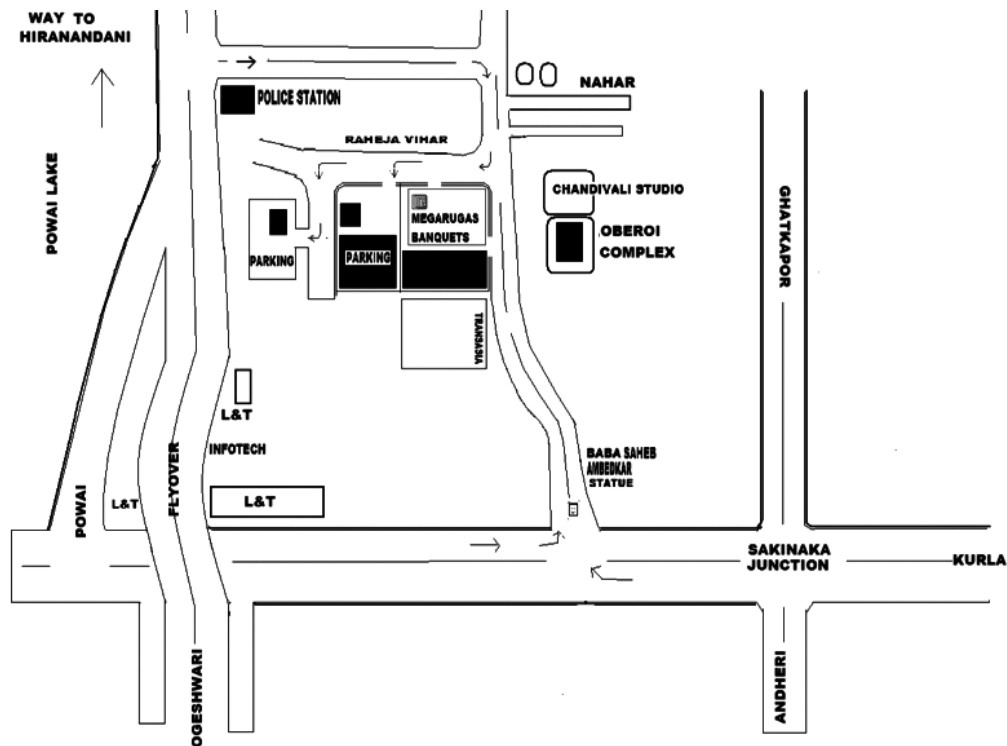 WAY TO
HIRANANDANI
NAHAR
POLICE STATION
RAHEJA VIHAR
POWAI LAKE
CHANDIVALI STUDIO
GHATKAPOR
MEGARUGAS
BANQUETS
OBEROI
COMPLEX
PARKING
PARKING
TRANSASIA
L&T
INFOTECH
BABA SAHEB
AMBEDKAR
STATUE
FLYOVER
L&T
L&T
POWAI
SAKINAKA
JUNCTION
KURLA
OGESHWARI
ANDHERI